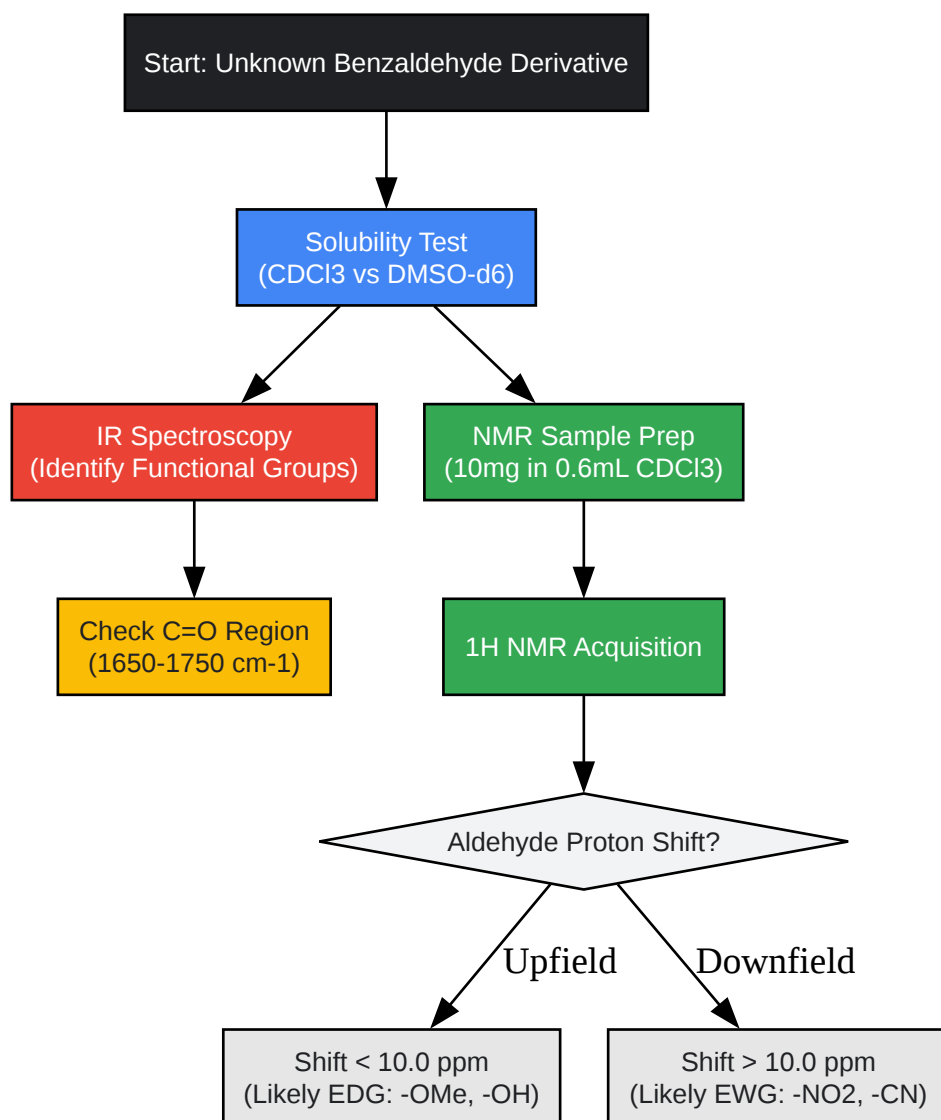 Start: Unknown Benzaldehyde Derivative
Solubility Test
(CDCl3 vs DMSO-d6)
IR Spectroscopy
(Identify Functional Groups)
NMR Sample Prep
(10mg in 0.6mL CDCl3)
Check C=O Region
(1650-1750 cm-1)
1H NMR Acquisition
Aldehyde Proton Shift?
Upfield
Downfield
Shift < 10.0 ppm
(Likely EDG: -OMe, -OH)
Shift > 10.0 ppm
(Likely EWG: -NO2, -CN)